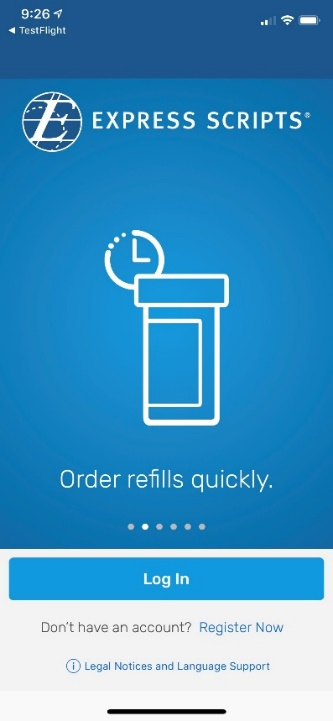 9:26
◀ TestFlight
EXPRESS SCRIPTS®
Order refills quickly.
Log In
Don't have an account? Register Now
Legal Notices and Language Support